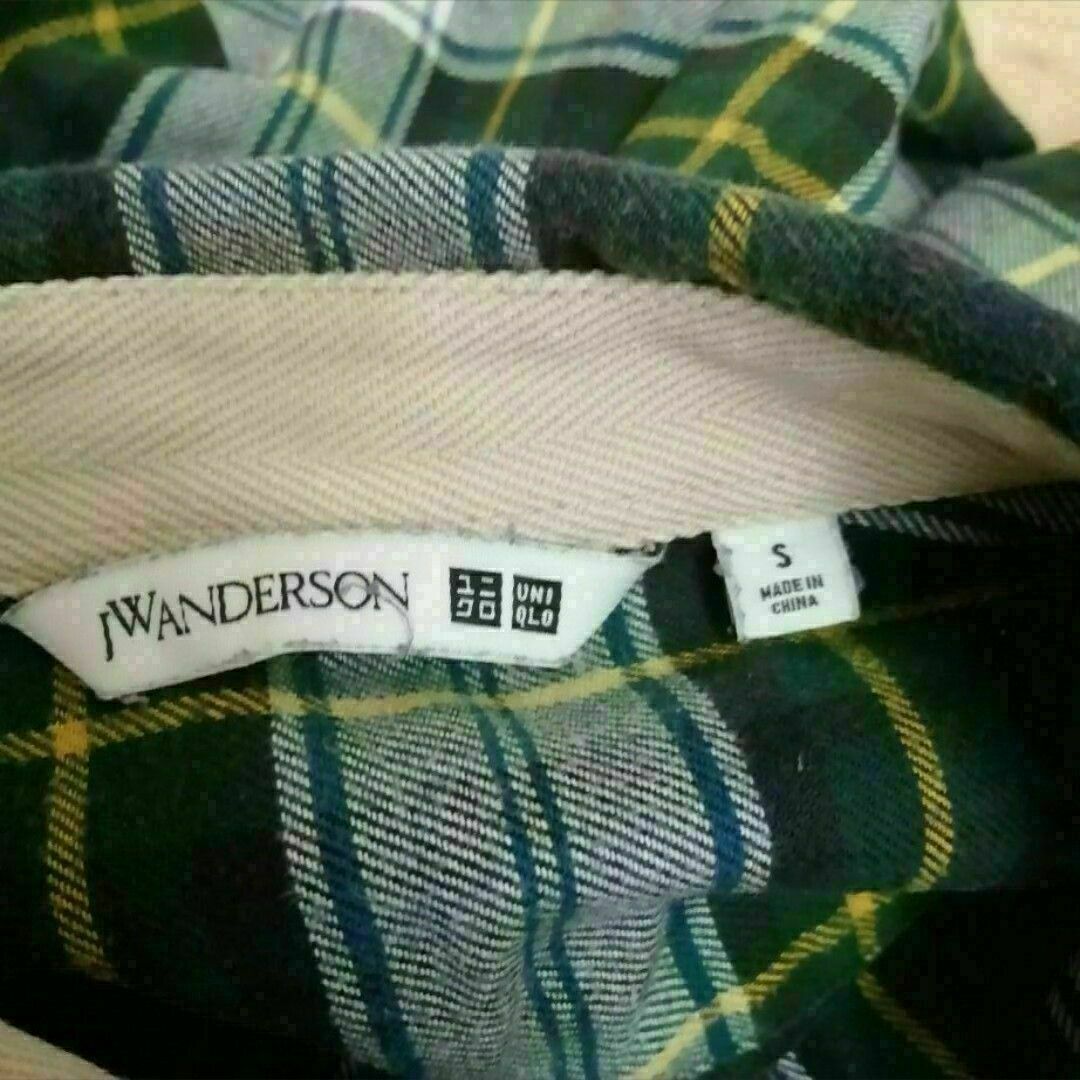 JWANDERSON
ユニ
クロ
UNI
QLO
S
MADE IN
CHINA